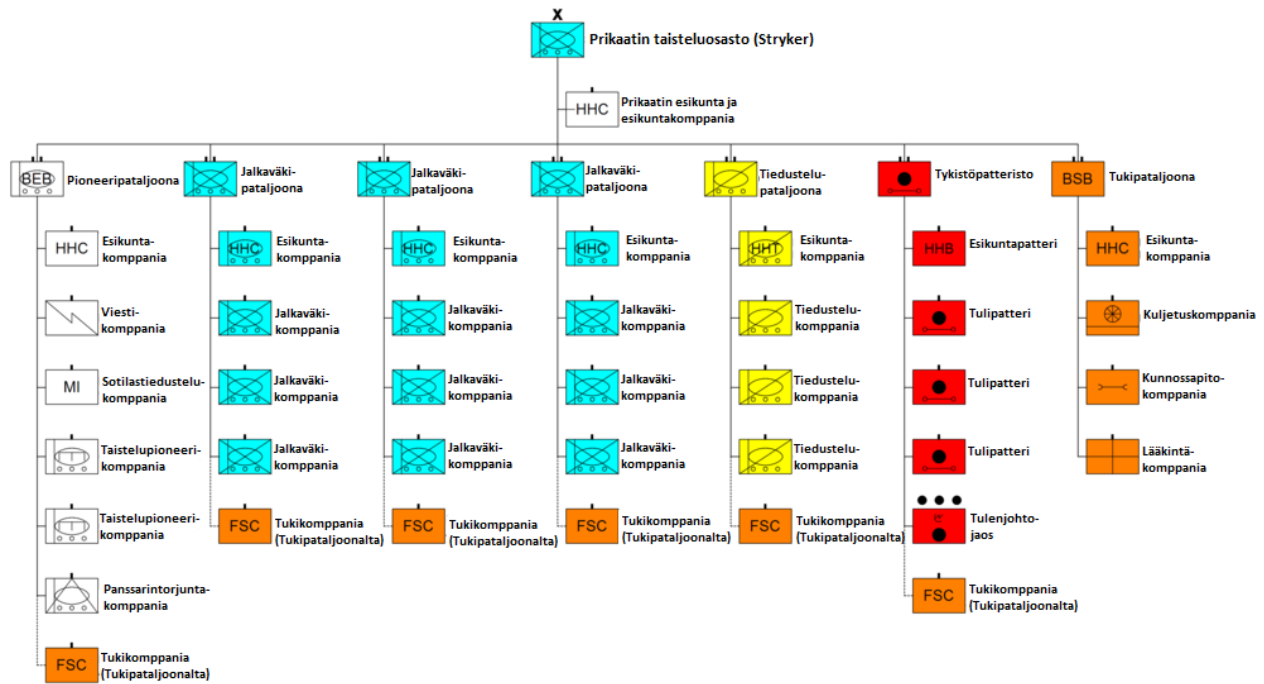 X
Prikaatin taisteluosasto (Stryker)
HHC
Prikaatin esikunta ja
esikuntakomppania
BEB
Pioneeripataljoona
Jalkaväki-
pataljoona
Jalkaväki-
pataljoona
Jalkaväki-
pataljoona
Tiedustelu-
pataljoona
Tykistöpatteristo
BSB
Tukipataljoona
HHC
Esikunta-
komppania
HHC
Esikunta-
komppania
HHC
Esikunta-
komppania
HHC
Esikunta-
komppania
HHT
Esikunta-
komppania
HHB
Esikuntapatteri
HHC
Esikunta-
komppania
Viesti-
komppania
Jalkaväki-
komppania
Jalkaväki-
komppania
Jalkaväki-
komppania
Tiedustelu-
komppania
Tulipatteri
Kuljetuskomppania
MI
Sotilastiedustelu-
komppania
Jalkaväki-
komppania
Jalkaväki-
komppania
Jalkaväki-
komppania
Tiedustelu-
komppania
Tulipatteri
Kunnossapito-
komppania
Taistelupioneeri-
komppania
Jalkaväki-
komppania
Jalkaväki-
komppania
Jalkaväki-
komppania
Tiedustelu-
komppania
Tulipatteri
Lääkintä-
komppania
Taistelupioneeri-
komppania
FSC
Tukikomppania
(Tukipataljoonalta)
FSC
Tukikomppania
(Tukipataljoonalta)
FSC
Tukikomppania
(Tukipataljoonalta)
FSC
Tukikomppania
(Tukipataljoonalta)
Tulenjohto-
jaos
Panssarintorjunta-
komppania
FSC
Tukikomppania
(Tukipataljoonalta)
FSC
Tukikomppania
(Tukipataljoonalta)